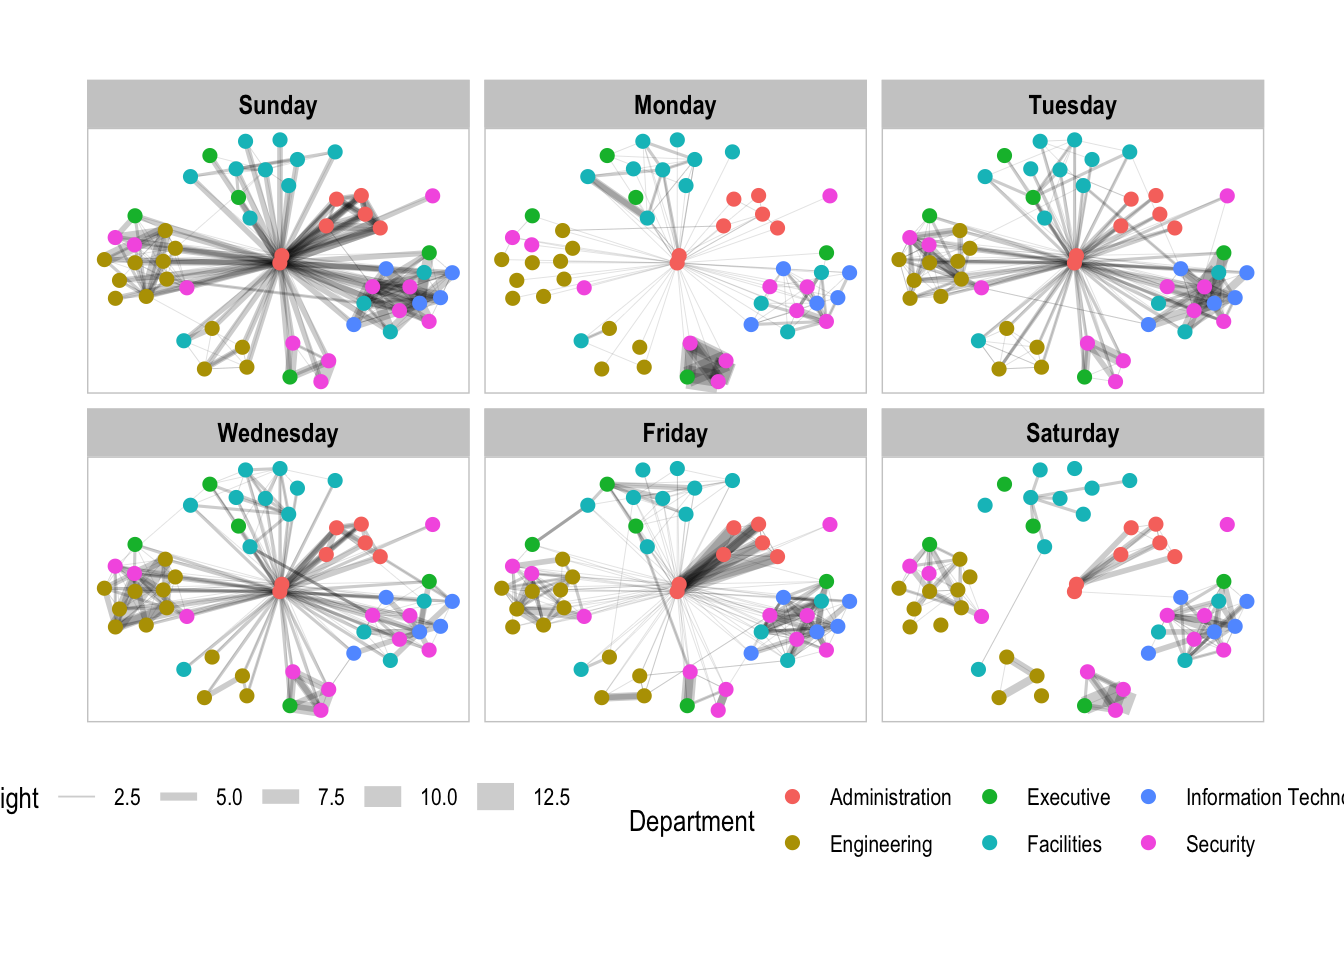 Sunday Monday Tuesday
Wednesday Friday Saturday
ight 2.5 5.0 7.5 10.0 12.5
Department
Administration Executive Information Techno
Engineering Facilities Security